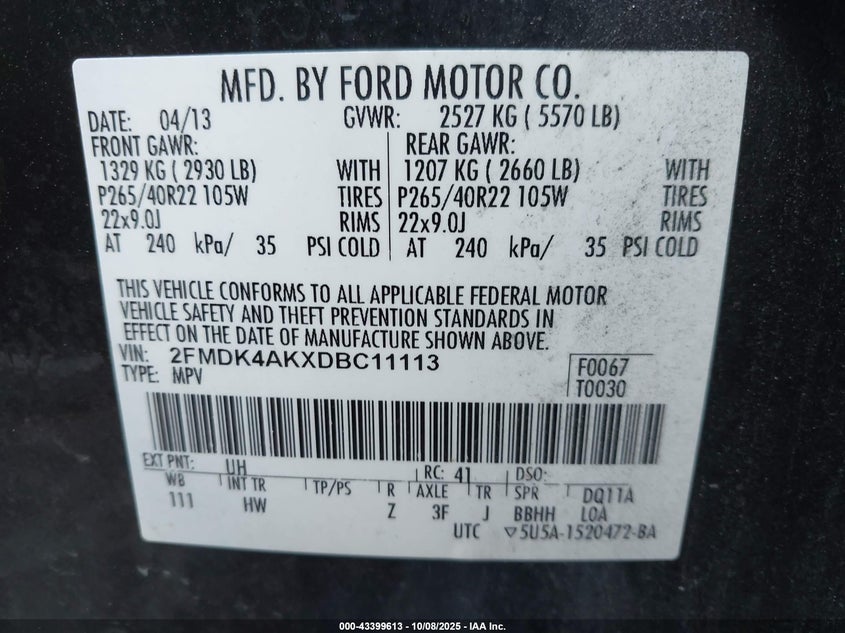 MFD. BY FORD MOTOR CO.
DATE: 04/13 GVWR: 2527 KG ( 5570 LB)
FRONT GAWR: REAR GAWR:
1329 KG ( 2930 LB) WITH 1207 KG ( 2660 LB) WITH
P265/40R22 105W TIRES P265/40R22 105W TIRES
22x9.0J RIMS 22x9.0J RIMS
AT 240 kPa/ 35 PSI COLD AT 240 kPa/ 35 PSI COLD
THIS VEHICLE CONFORMS TO ALL APPLICABLE FEDERAL MOTOR
VEHICLE SAFETY AND THEFT PREVENTION STANDARDS IN
EFFECT ON THE DATE OF MANUFACTURE SHOWN ABOVE.
VIN: 2FMDK4AKXDBC11113 F0067
TYPE: MPV T0030
EXT PNT: UH RC: 41 DSO:
WB INT TR TP/PS R AXLE TR SPR DQ11A
111 HW Z 3F J BBHH LOA
UTC ▽5U5A-1520472-BA
000-43399613 - 10/08/2025 - IAA Inc.